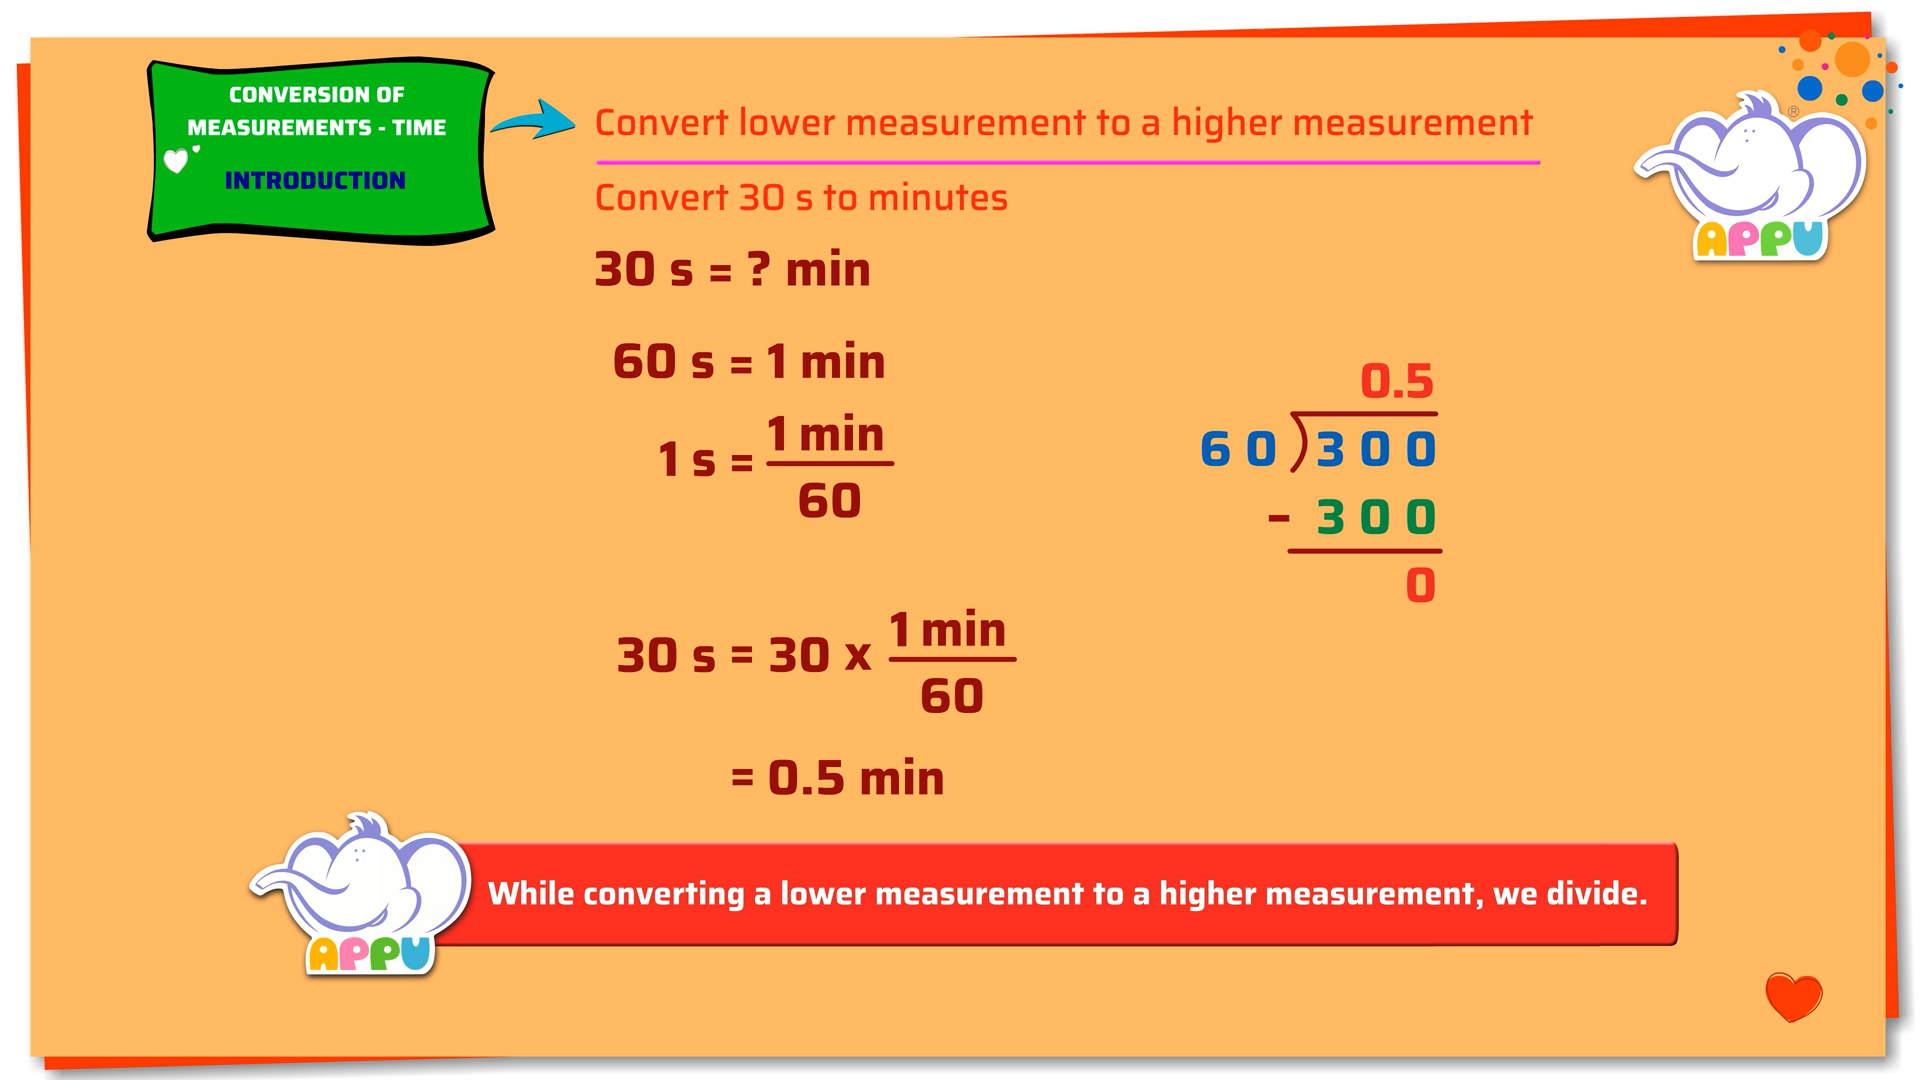 CONVERSION OF
MEASUREMENTS - TIME
INTRODUCTION
Convert lower measurement to a higher measurement
Convert 30 s to minutes
30 s = ? min
60 s = 1 min
1 s = 1 min
60
30 s = 30 x 1 min
60
= 0.5 min
0.5
6 0 ) 3 0 0
- 3 0 0
0
®
APPU
APPU
While converting a lower measurement to a higher measurement, we divide.